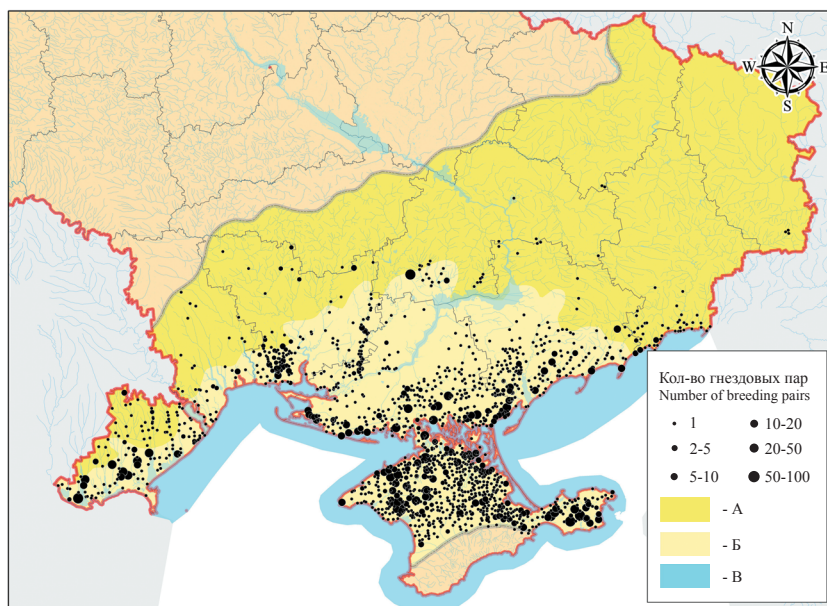 N
W E
S
Кол-во гнездовых пар
Number of breeding pairs
1 10-20
2-5 20-50
5-10 50-100
- А
- Б
- В